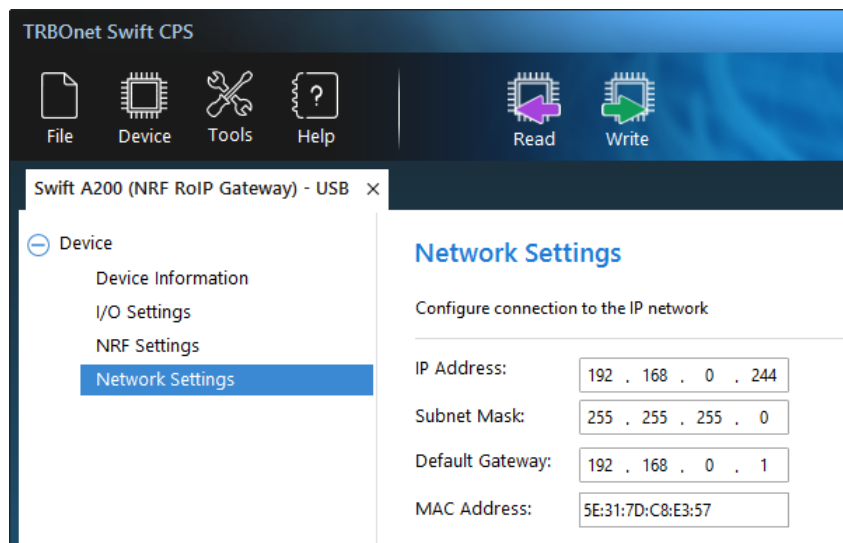 TRBOnet Swift CPS
File Device Tools Help Read Write
Swift A200 (NRF RoIP Gateway) - USB ×
Device
Device Information
I/O Settings
NRF Settings
Network Settings
Network Settings
Configure connection to the IP network
IP Address: 192 . 168 . 0 . 244
Subnet Mask: 255 . 255 . 255 . 0
Default Gateway: 192 . 168 . 0 . 1
MAC Address: 5E:31:7D:C8:E3:57